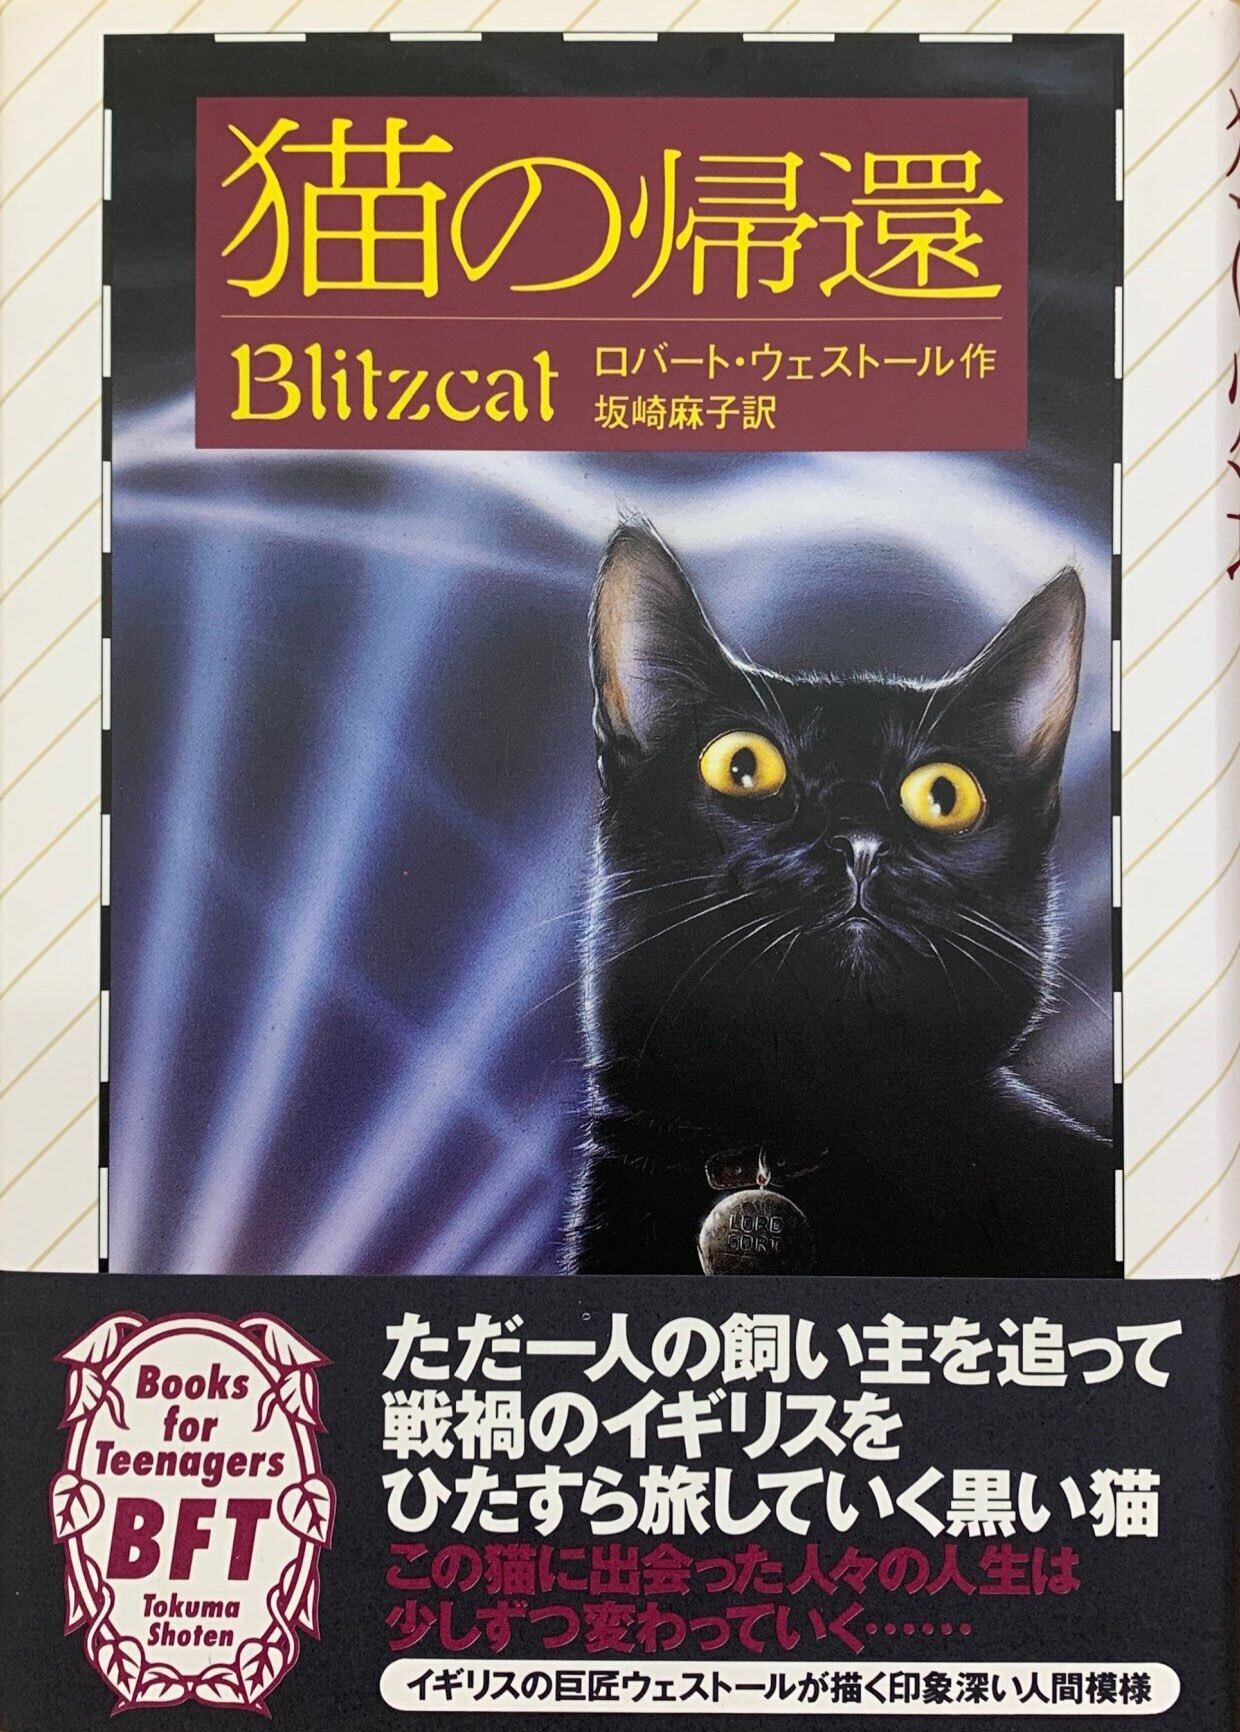 猫の帰還
Blitzcat
ロバート・ウェストール作
坂崎麻子訳
LORD
GORT
Books
for
Teenagers
BFT
Tokuma
Shoten
ただ一人の飼い主を追って
戦禍のイギリスを
ひたすら旅していく黒い猫
この猫に出会った人々の人生は
少しずつ変わっていく……
イギリスの巨匠ウェストールが描く印象深い人間模様